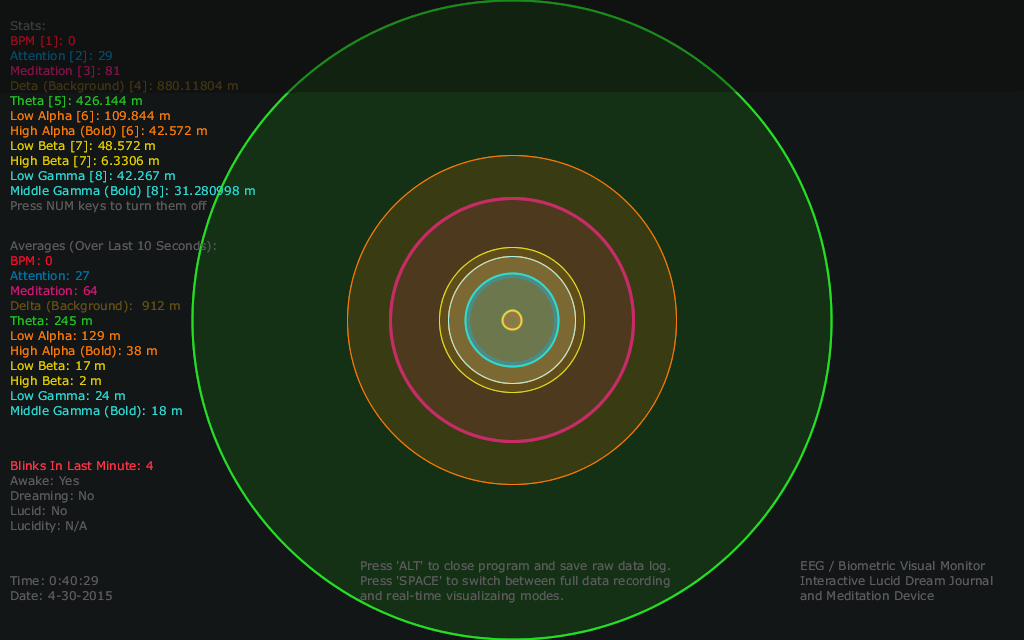 Stats:
BPM [1]: 0
Attention [2]: 29
Meditation [3]: 81
Deta (Background) [4]: 880.11804 m
Theta [5]: 426.144 m
Low Alpha [6]: 109.844 m
High Alpha (Bold) [6]: 42.572 m
Low Beta [7]: 48.572 m
High Beta [7]: 6.3306 m
Low Gamma [8]: 42.267 m
Middle Gamma (Bold) [8]: 31.280998 m
Press NUM keys to turn them off
Averages (Over Last 10 Seconds):
BPM: 0
Attention: 27
Meditation: 64
Delta (Background): 912 m
Theta: 245 m
Low Alpha: 129 m
High Alpha (Bold): 38 m
Low Beta: 17 m
High Beta: 2 m
Low Gamma: 24 m
Middle Gamma (Bold): 18 m
Blinks In Last Minute: 4
Awake: Yes
Dreaming: No
Lucid: No
Lucidity: N/A
Time: 0:40:29
Date: 4-30-2015
Press 'ALT' to close program and save raw data log.
Press 'SPACE' to switch between full data recording
and real-time visualizaing modes.
EEG / Biometric Visual Monitor
Interactive Lucid Dream Journal
and Meditation Device